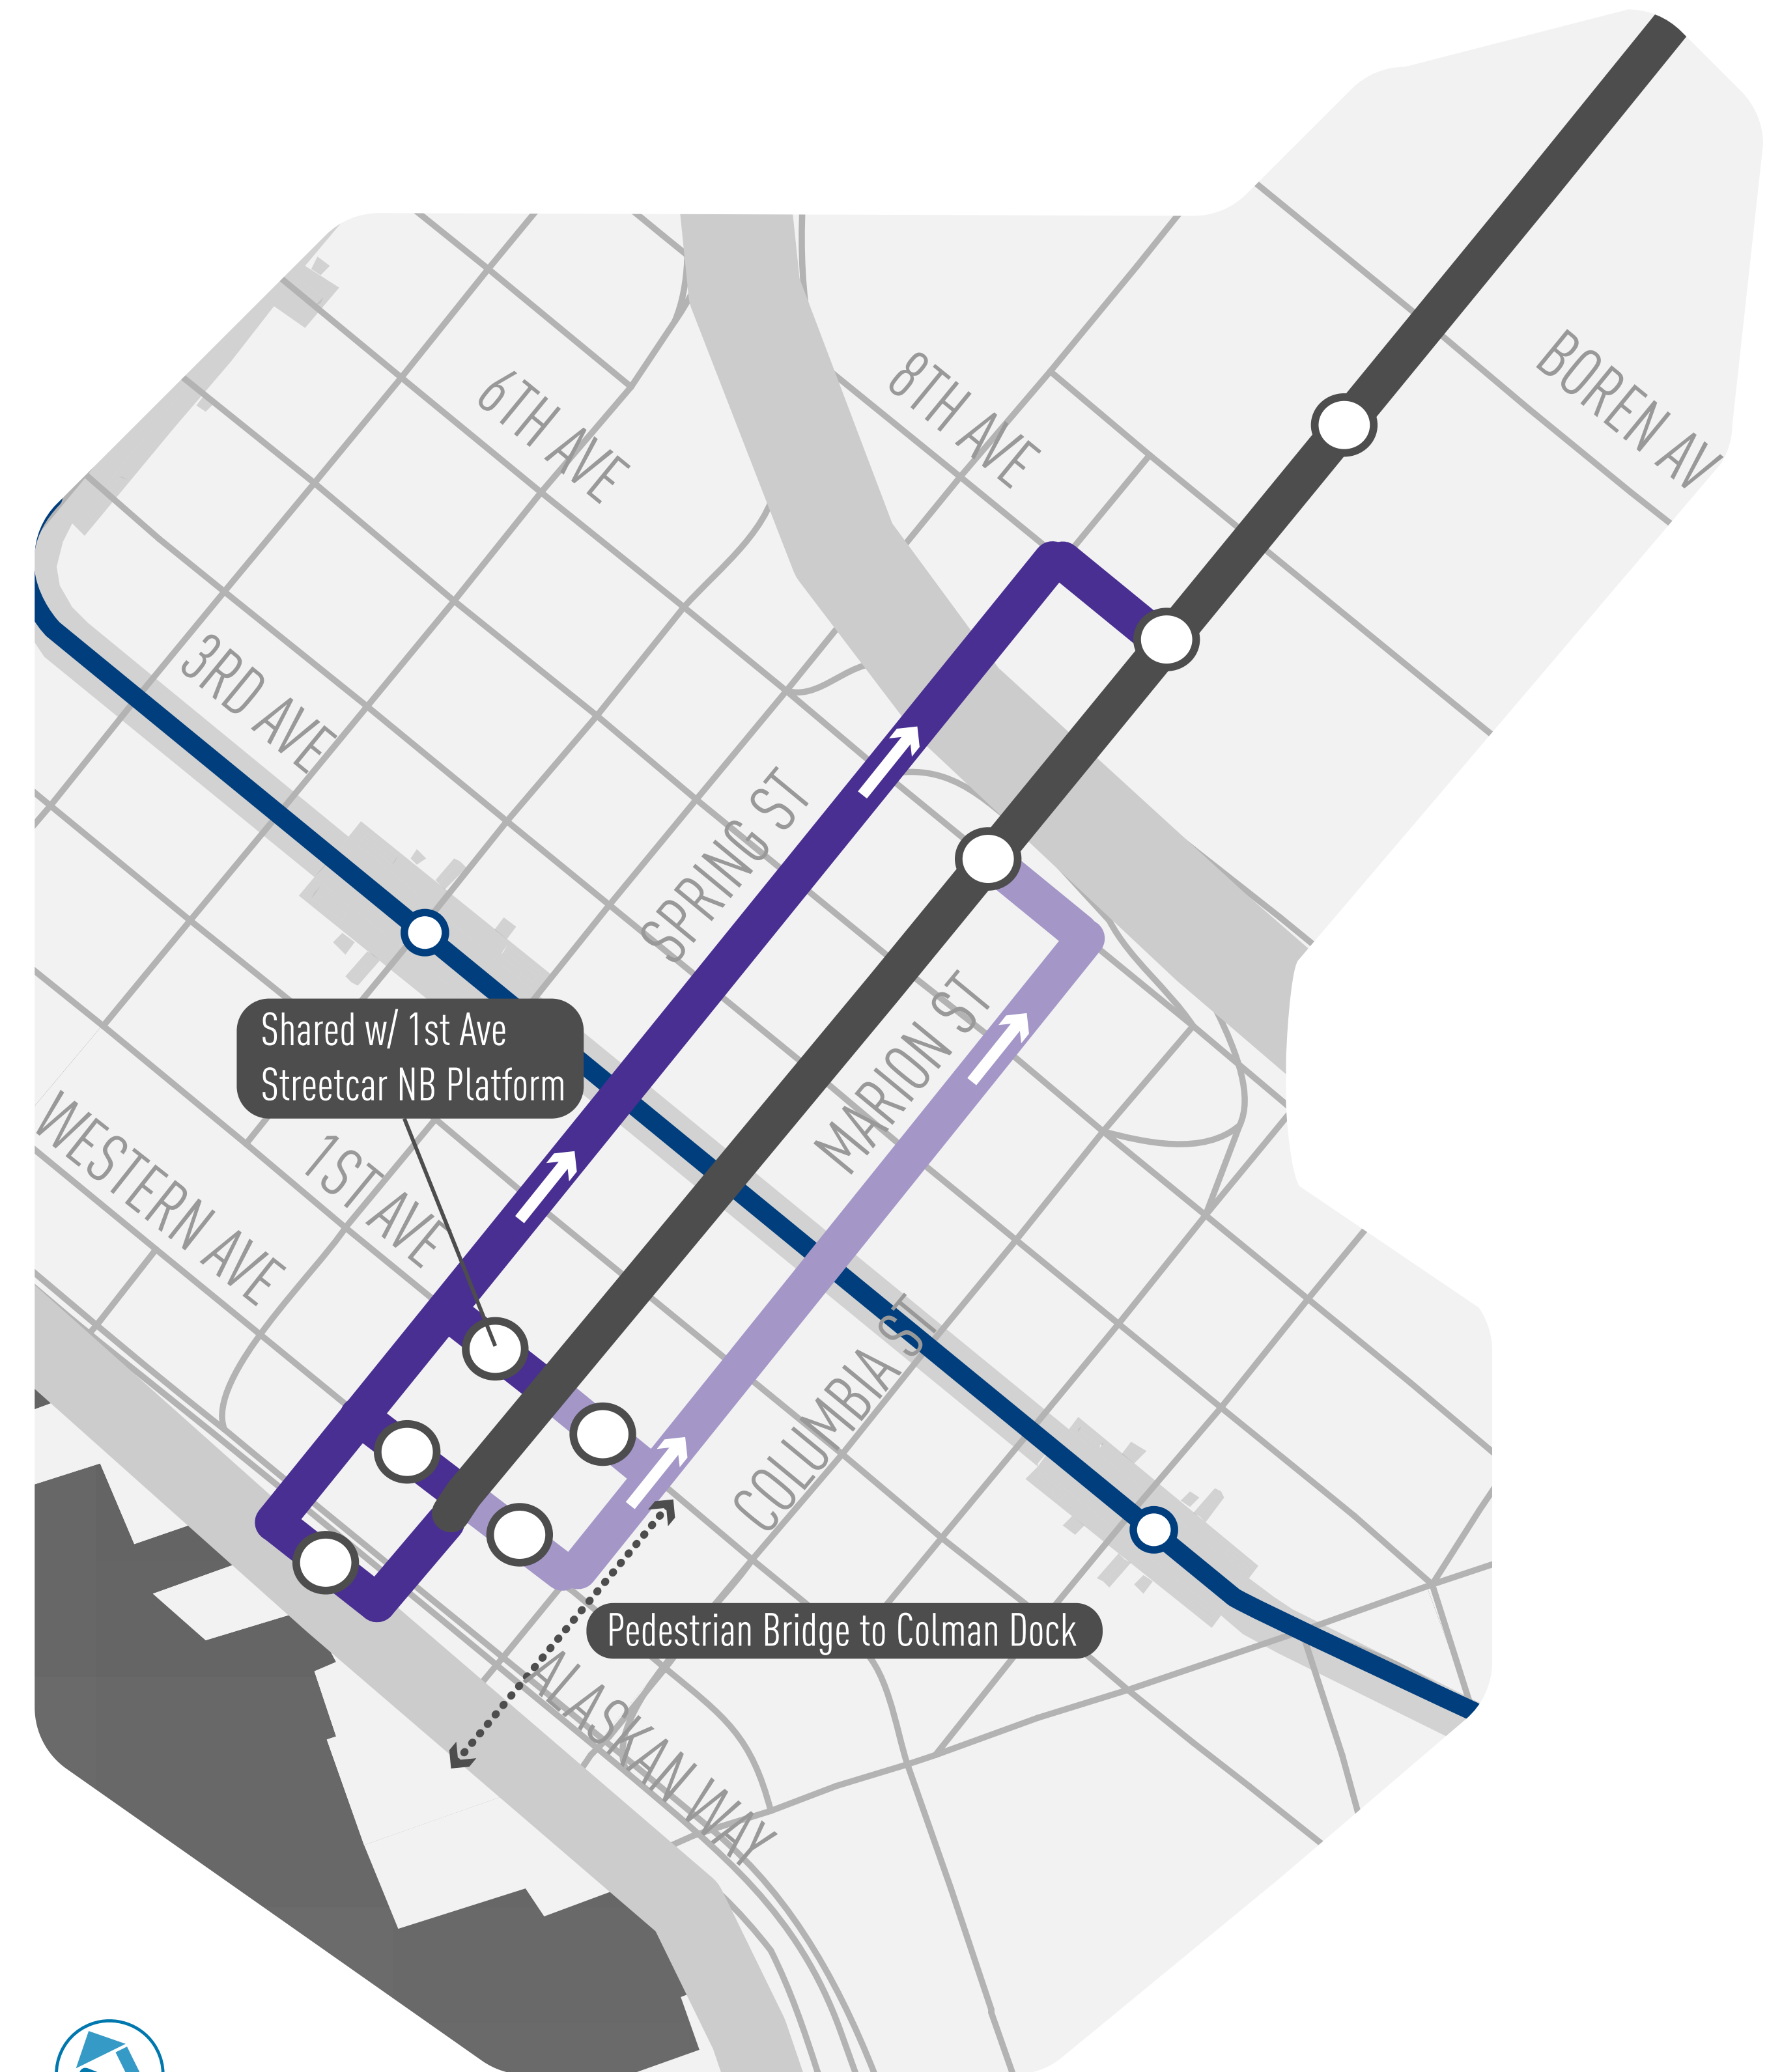 6TH AVE
8TH AVE
BOREN AV
3RD AVE
SPRING ST
Shared w/ 1st Ave
Streetcar NB Platform
MARION ST
WESTERN AVE
1ST AVE
COLUMBIA ST
Pedestrian Bridge to Colman Dock
ALASKAN WAY